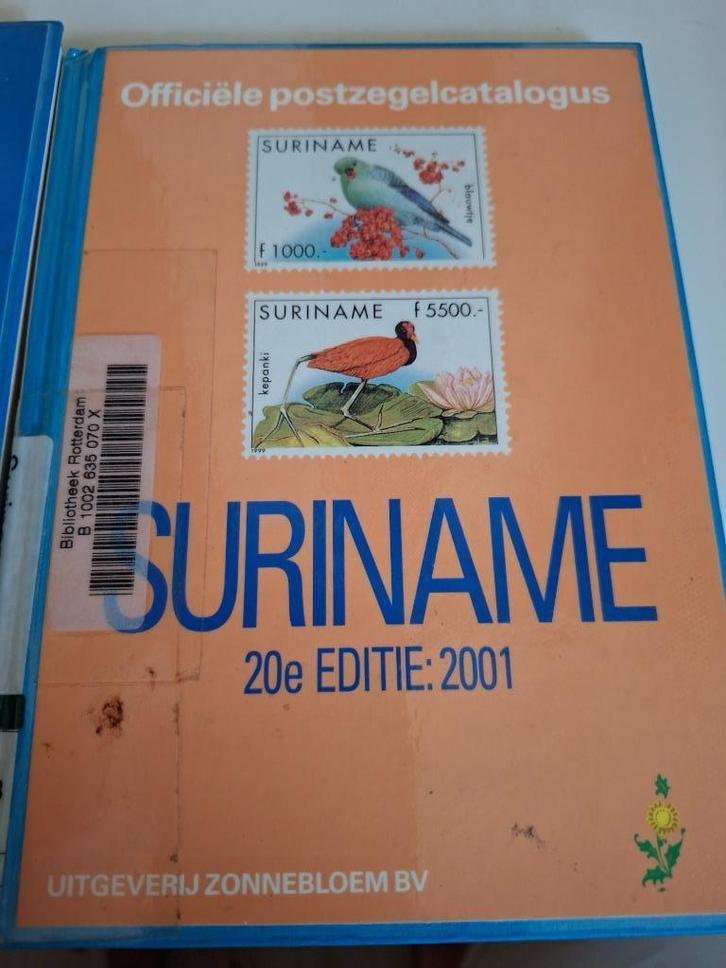 Officiële postzegelcatalogus
SURINAME
blauwtje
f 1000.-
1999
SURINAME f 5500.-
kepanki
1999
Bibliotheek Rotterdam
B 1002 635 070 X
SURINAME
20e EDITIE: 2001
UITGEVERIJ ZONNEBLOEM BV